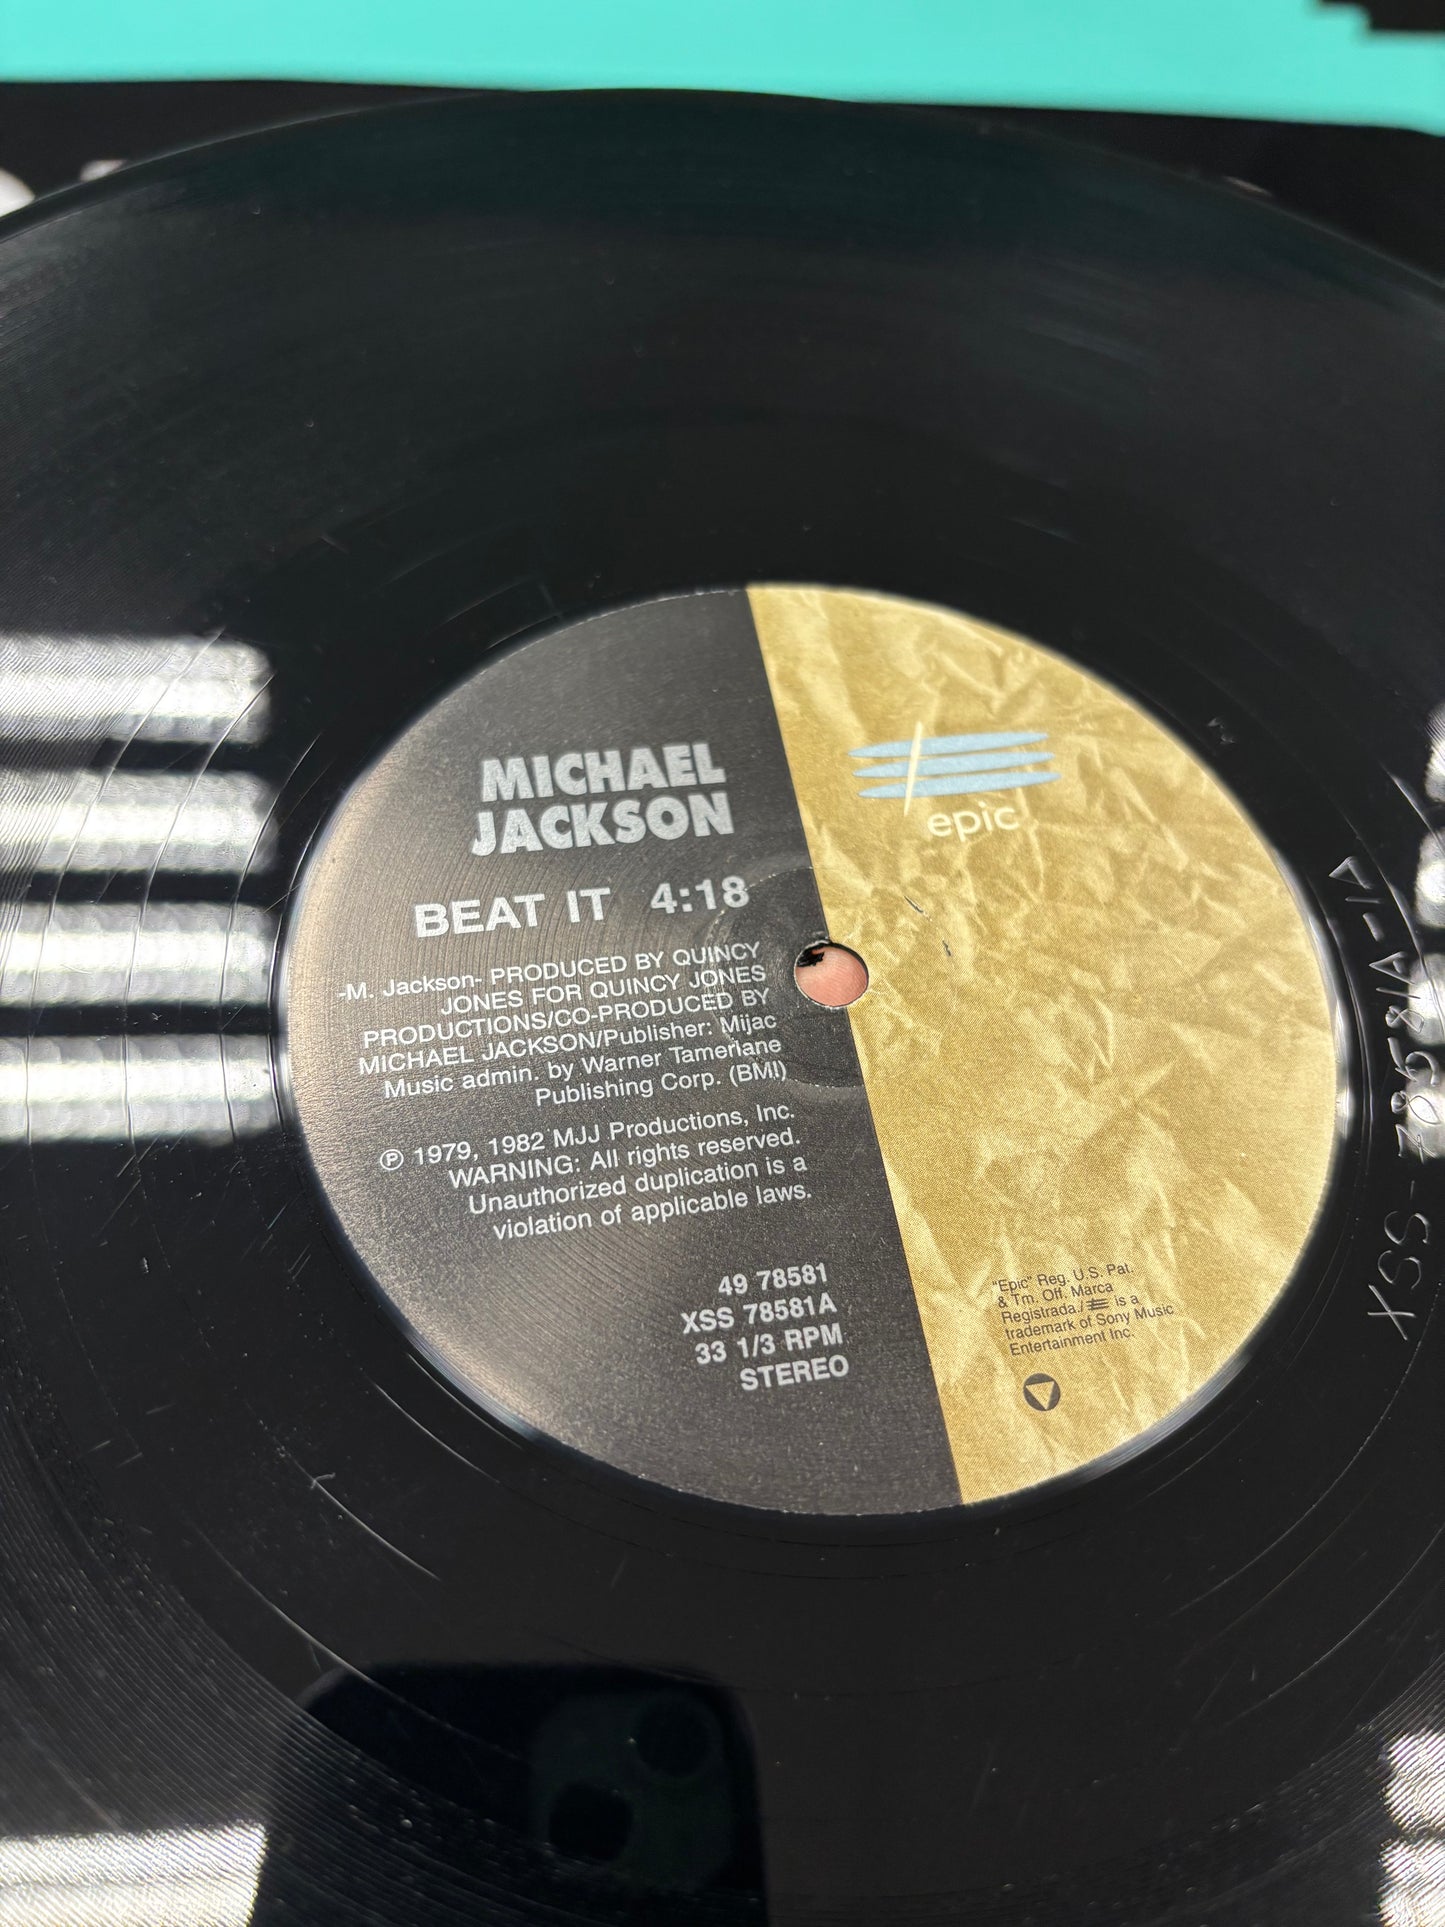 MICHAEL
JACKSON
BEAT IT 4:18
-M. Jackson- PRODUCED BY QUINCY
JONES FOR QUINCY JONES
PRODUCTIONS/CO-PRODUCED BY
MICHAEL JACKSON/Publisher: Mijac
Music admin. by Warner Tamerlane
Publishing Corp. (BMI)
℗ 1979, 1982 MJJ Productions, Inc.
WARNING: All rights reserved.
Unauthorized duplication is a
violation of applicable laws.
49 78581
XSS 78581A
33 1/3 RPM
STEREO
epic
"Epic" Reg. U.S. Pat.
& Tm. Off. Marca
Registrada./ is a
trademark of Sony Music
Entertainment Inc.
XSS-78581A-1A